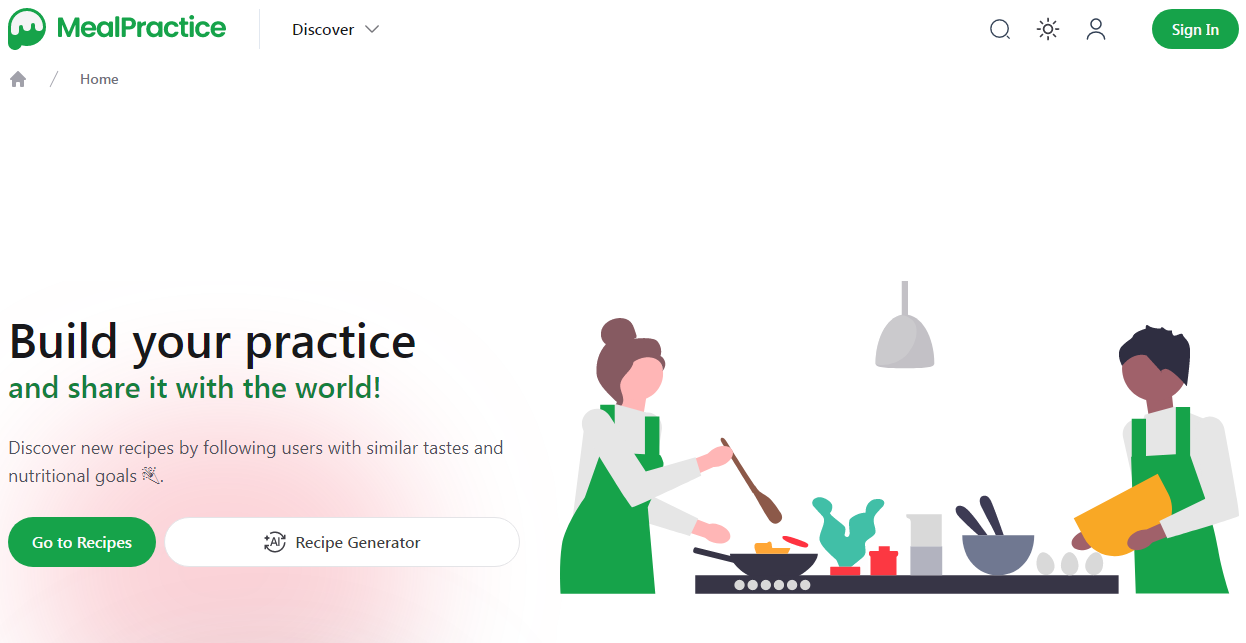 MealPractice
Discover
Sign In
/ Home
Build your practice
and share it with the world!
Discover new recipes by following users with similar tastes and
nutritional goals 🎉.
Go to Recipes
AI Recipe Generator